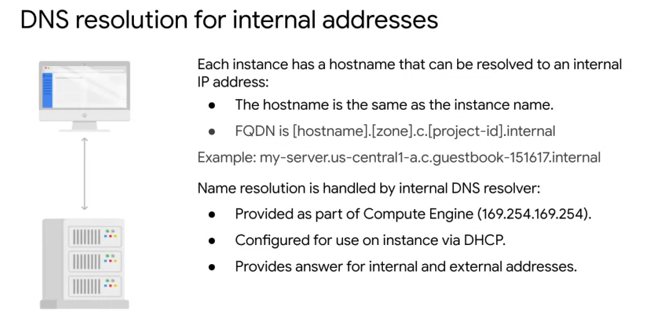 DNS resolution for internal addresses
Each instance has a hostname that can be resolved to an internal
IP address:
● The hostname is the same as the instance name.
● FQDN is [hostname].[zone].c.[project-id].internal
Example: my-server.us-central1-a.c.guestbook-151617.internal
Name resolution is handled by internal DNS resolver:
● Provided as part of Compute Engine (169.254.169.254).
● Configured for use on instance via DHCP.
● Provides answer for internal and external addresses.